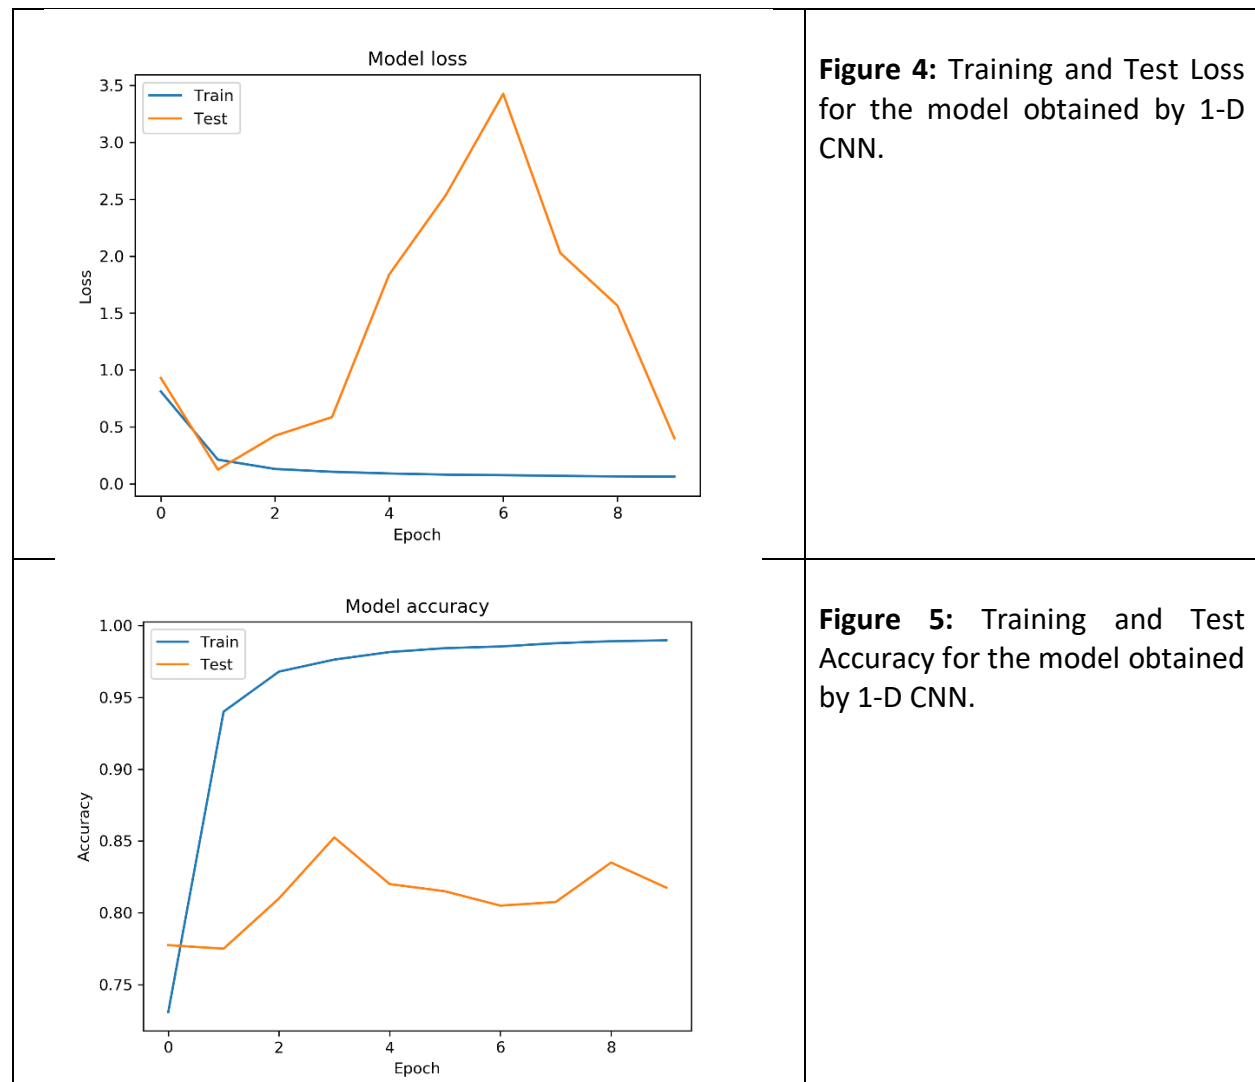 Model loss
Train
Test
3.5
3.0
2.5
2.0
1.5
1.0
0.5
0.0
Loss
0 2 4 6 8
Epoch
Figure 4: Training and Test Loss
for the model obtained by 1-D
CNN.
Model accuracy
Train
Test
1.00
0.95
0.90
0.85
0.80
0.75
Accuracy
0 2 4 6 8
Epoch
Figure 5: Training and Test
Accuracy for the model obtained
by 1-D CNN.